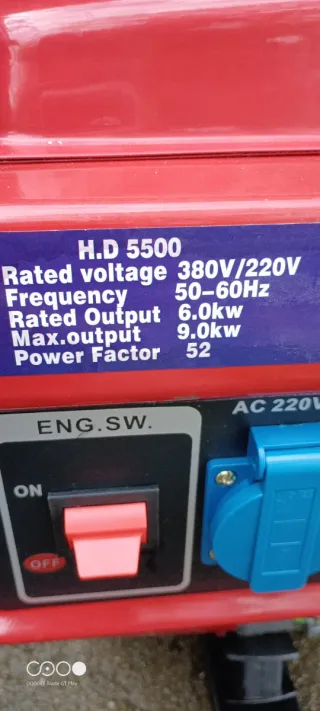 H.D 5500
Rated voltage 380V/220V
Frequency 50-60Hz
Rated Output 6.0kw
Max.output 9.0kw
Power Factor 52
AC 220V
ENG.SW.
ON
OFF